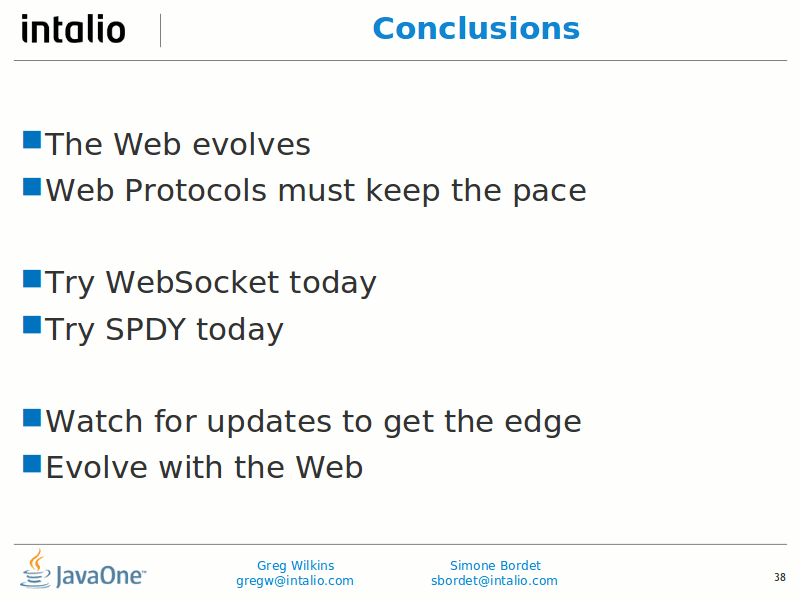 intalio
Conclusions
The Web evolves
Web Protocols must keep the pace
Try WebSocket today
Try SPDY today
Watch for updates to get the edge
Evolve with the Web
JavaOne™
Greg Wilkins
gregw@intalio.com
Simone Bordet
sbordet@intalio.com
38